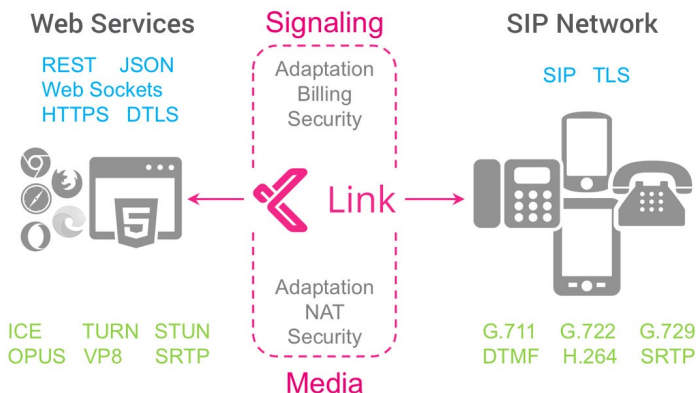 Web Services
REST JSON
Web Sockets
HTTPS DTLS
5
ICE TURN STUN
OPUS VP8 SRTP
Signaling
Adaptation
Billing
Security
Link
Adaptation
NAT
Security
Media
SIP Network
SIP TLS
G.711 G.722 G.729
DTMF H.264 SRTP